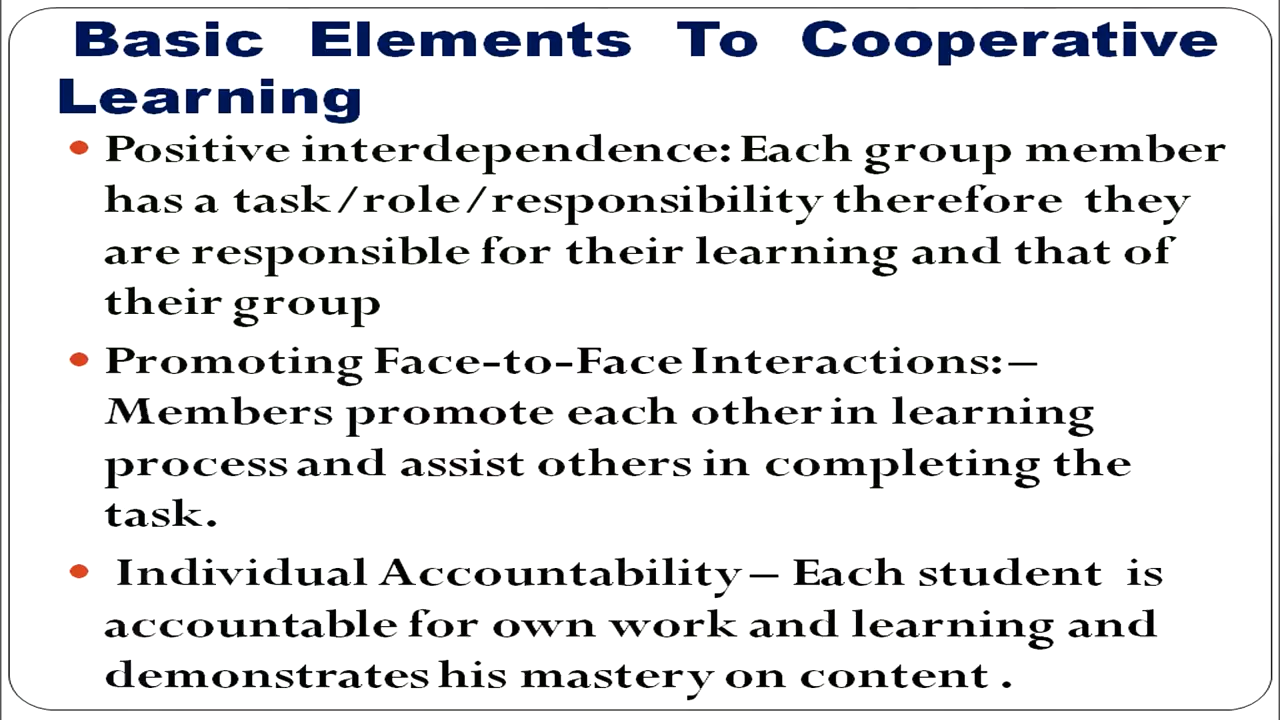 Basic Elements To Cooperative
Learning
• Positive interdependence: Each group member
has a task/role/responsibility therefore they
are responsible for their learning and that of
their group
• Promoting Face-to-Face Interactions:–
Members promote each other in learning
process and assist others in completing the
task.
• Individual Accountability – Each student is
accountable for own work and learning and
demonstrates his mastery on content .